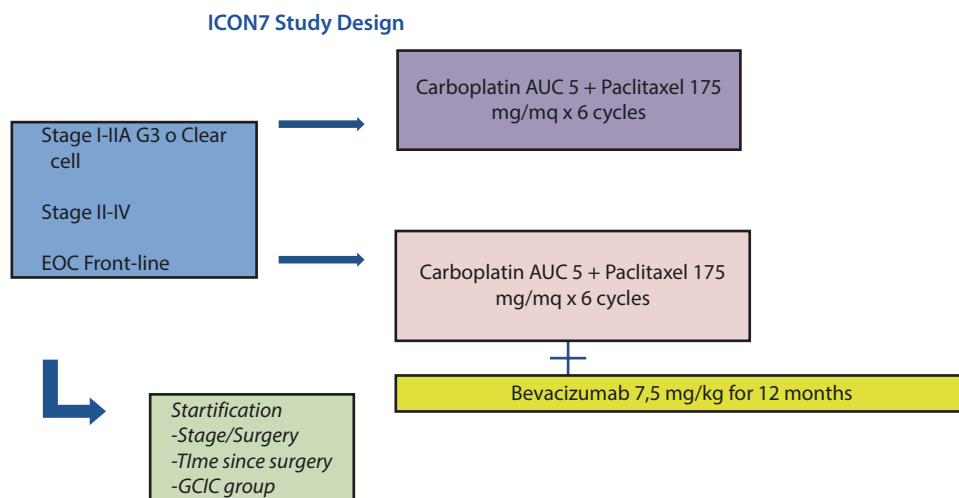 ICON7 Study Design
Carboplatin AUC 5 + Paclitaxel 175
mg/mq x 6 cycles
Stage I-IIA G3 o Clear
cell
Stage II-IV
EOC Front-line
Carboplatin AUC 5 + Paclitaxel 175
mg/mq x 6 cycles
Bevacizumab 7,5 mg/kg for 12 months
Startification
-Stage/Surgery
-TIme since surgery
-GCIC group